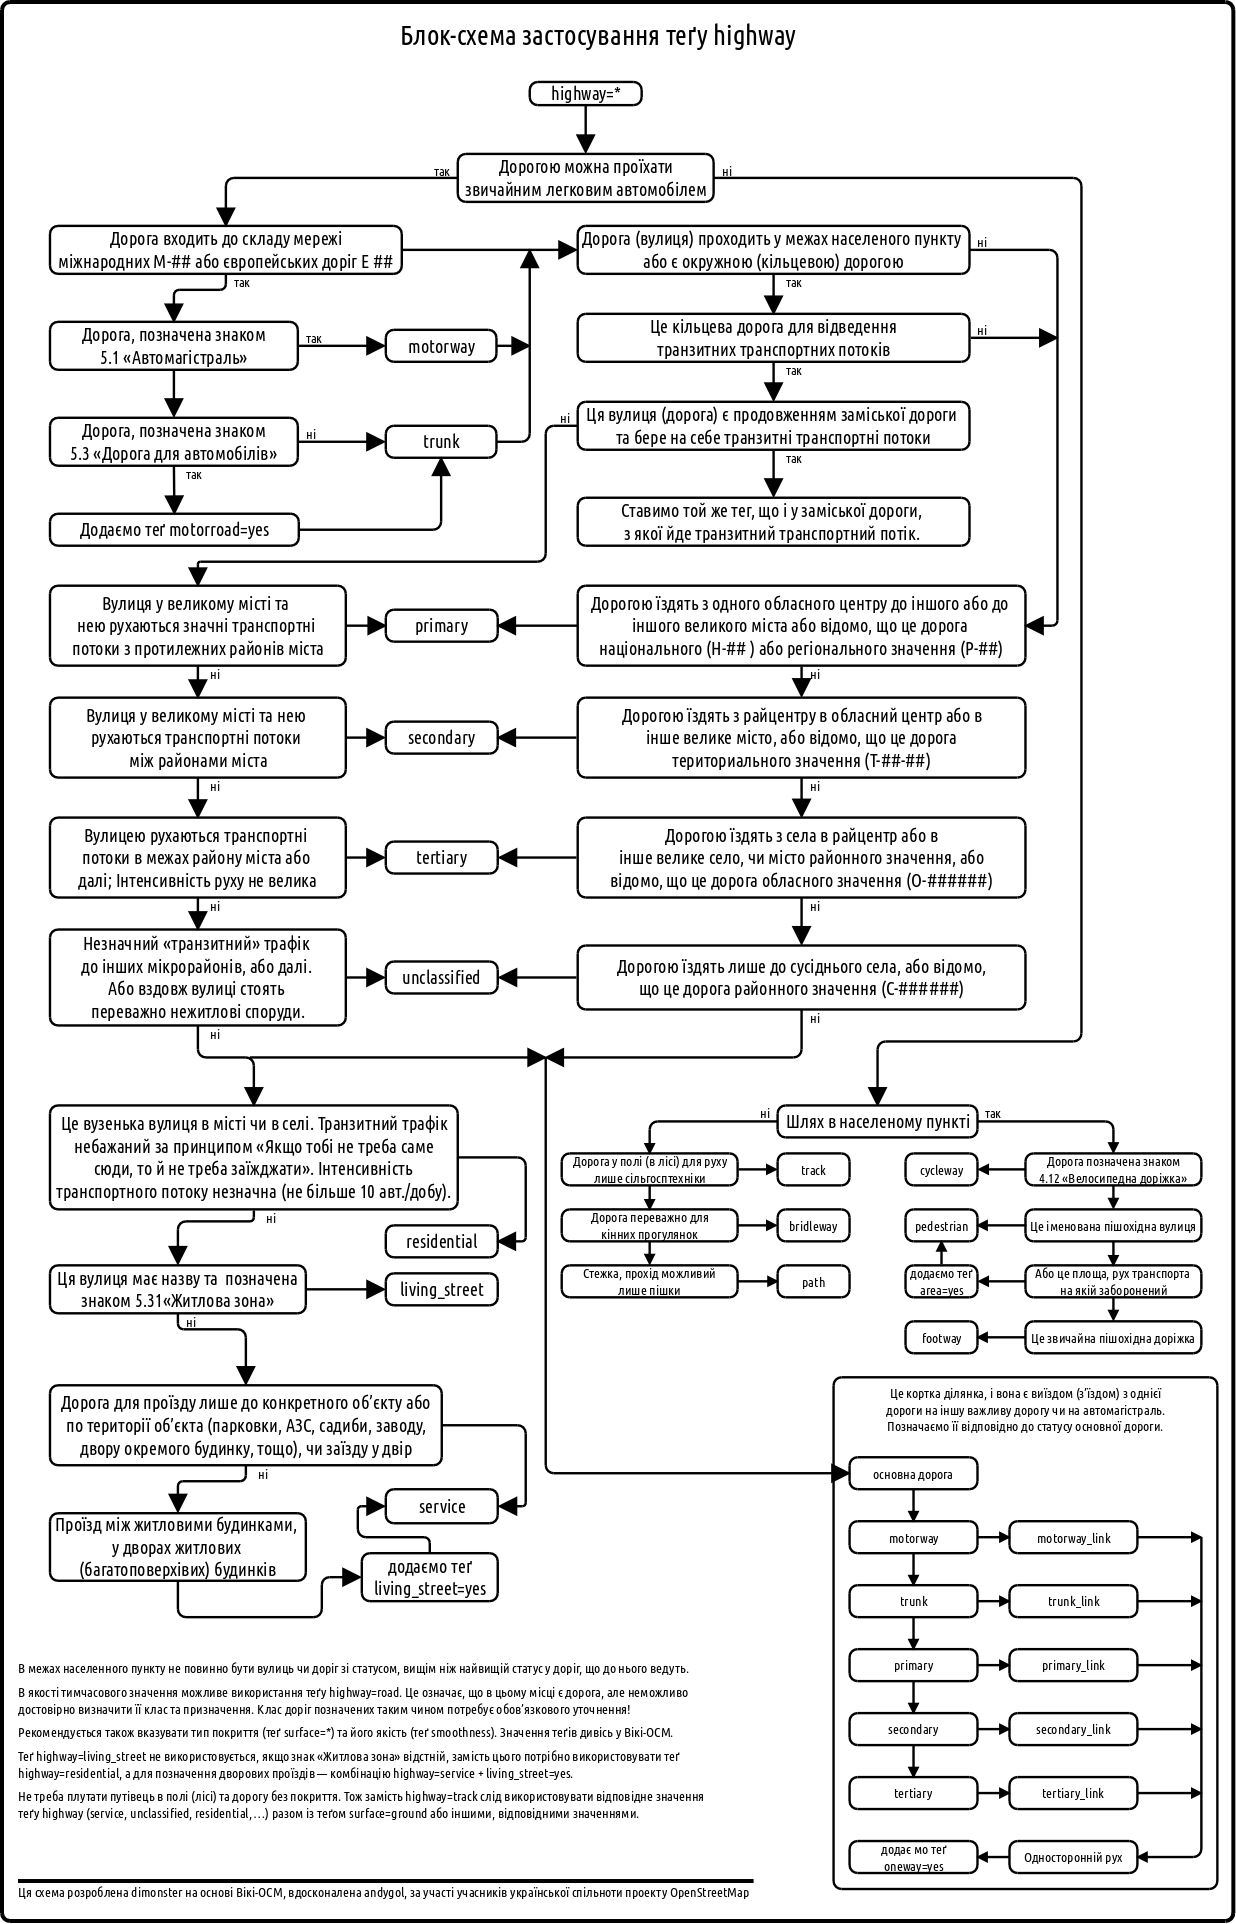 Блок-схема застосування теґу highway
highway=*
Дорогою можна проїхати
звичайним легковим автомобілем
так
ні
Дорога входить до складу мережі
міжнародних М-## або європейських доріг Е ##
так
Дорога (вулиця) проходить у межах населеного пункту
або є окружною (кільцевою) дорогою
ні
так
Дорога, позначена знаком
5.1 «Автомагістраль»
так
motorway
Це кільцева дорога для відведення
транзитних транспортних потоків
ні
так
Дорога, позначена знаком
5.3 «Дорога для автомобілів»
ні
так
trunk
ні
Ця вулиця (дорога) є продовженням заміської дороги
та бере на себе транзитні транспортні потоки
так
Додаємо теґ motorroad=yes
Ставимо той же тег, що і у заміської дороги,
з якої йде транзитний транспортний потік.
Вулиця у великому місті та
нею рухаються значні транспортні
потоки з протилежних районів міста
ні
primary
Дорогою їздять з одного обласного центру до іншого або до
іншого великого міста або відомо, що це дорога
національного (Н-## ) або регіонального значення (Р-##)
ні
Вулиця у великому місті та нею
рухаються транспортні потоки
між районами міста
ні
secondary
Дорогою їздять з райцентру в обласний центр або в
інше велике місто, або відомо, що це дорога
териториального значення (Т-##-##)
ні
Вулицею рухаються транспортні
потоки в межах району міста або
далі; Інтенсивність руху не велика
ні
tertiary
Дорогою їздять з села в райцентр або в
інше велике село, чи місто районного значення, або
відомо, що це дорога обласного значення (О-######)
ні
Незначний «транзитний» трафік
до інших мікрорайонів, або далі.
Або вздовж вулиці стоять
переважно нежитлові споруди.
ні
unclassified
Дорогою їздять лише до сусіднього села, або відомо,
що це дорога районного значення (С-######)
ні
Це вузенька вулиця в місті чи в селі. Транзитний трафік
небажаний за принципом «Якщо тобі не треба саме
сюди, то й не треба заїжджати». Інтенсивність
транспортного потоку незначна (не більше 10 авт./добу).
ні
residential
Ця вулиця має назву та позначена
знаком 5.31«Житлова зона»
ні
living_street
Дорога для проїзду лише до конкретного об’єкту або
по території об’єкта (парковки, АЗС, садиби, заводу,
двору окремого будинку, тощо), чи заїзду у двір
ні
service
Проїзд між житловими будинками,
у дворах житлових
(багатоповерхівих) будинків
додаємо теґ
living_street=yes
ні
Шлях в населеному пункті
так
Дорога у полі (в лісі) для руху
лише сільгосптехніки
track
Дорога переважно для
кінних прогулянок
bridleway
Стежка, прохід можливий
лише пішки
path
cycleway
Дорога позначена знаком
4.12 «Велосипедна доріжка»
pedestrian
Це іменована пішохідна вулиця
додаємо теґ
area=yes
Або це площа, рух транспорта
на якій заборонений
footway
Це звичайна пішохідна доріжка
Це кортка ділянка, і вона є виїздом (з’їздом) з однієї
дороги на іншу важливу дорогу чи на автомагістраль.
Позначаємо її відповідно до статусу основної дороги.
основна дорога
motorway
motorway_link
trunk
trunk_link
primary
primary_link
secondary
secondary_link
tertiary
tertiary_link
додає мо теґ
oneway=yes
Односторонній рух
В межах населенного пункту не повинно бути вулиць чи доріг зі статусом, вищім ніж найвищій статус у доріг, що до нього ведуть.
В якості тимчасового значення можливе використання теґу highway=road. Це означає, що в цьому місці є дорога, але неможливо
достовірно визначити її клас та призначення. Клас доріг позначених таким чином потребує обов’язкового уточнення!
Рекомендується також вказувати тип покриття (теґ surface=*) та його якість (теґ smoothness). Значення теґів дивісь у Вікі-ОСМ.
Теґ highway=living_street не використовується, якщо знак «Житлова зона» відстній, замість цього потрібно використовувати теґ
highway=residential, а для позначення дворових проїздів — комбінацію highway=service + living_street=yes.
Не треба плутати путівець в полі (лісі) та дорогу без покриття. Тож замість highway=track слід використовувати відповідне значення
теґу highway (service, unclassified, residential,…) разом із теґом surface=ground або іншими, відповідними значеннями.
Ця схема розроблена dimonster на основі Вікі-ОСМ, вдосконалена andygol, за участі учасників української спільноти проекту OpenStreetMap